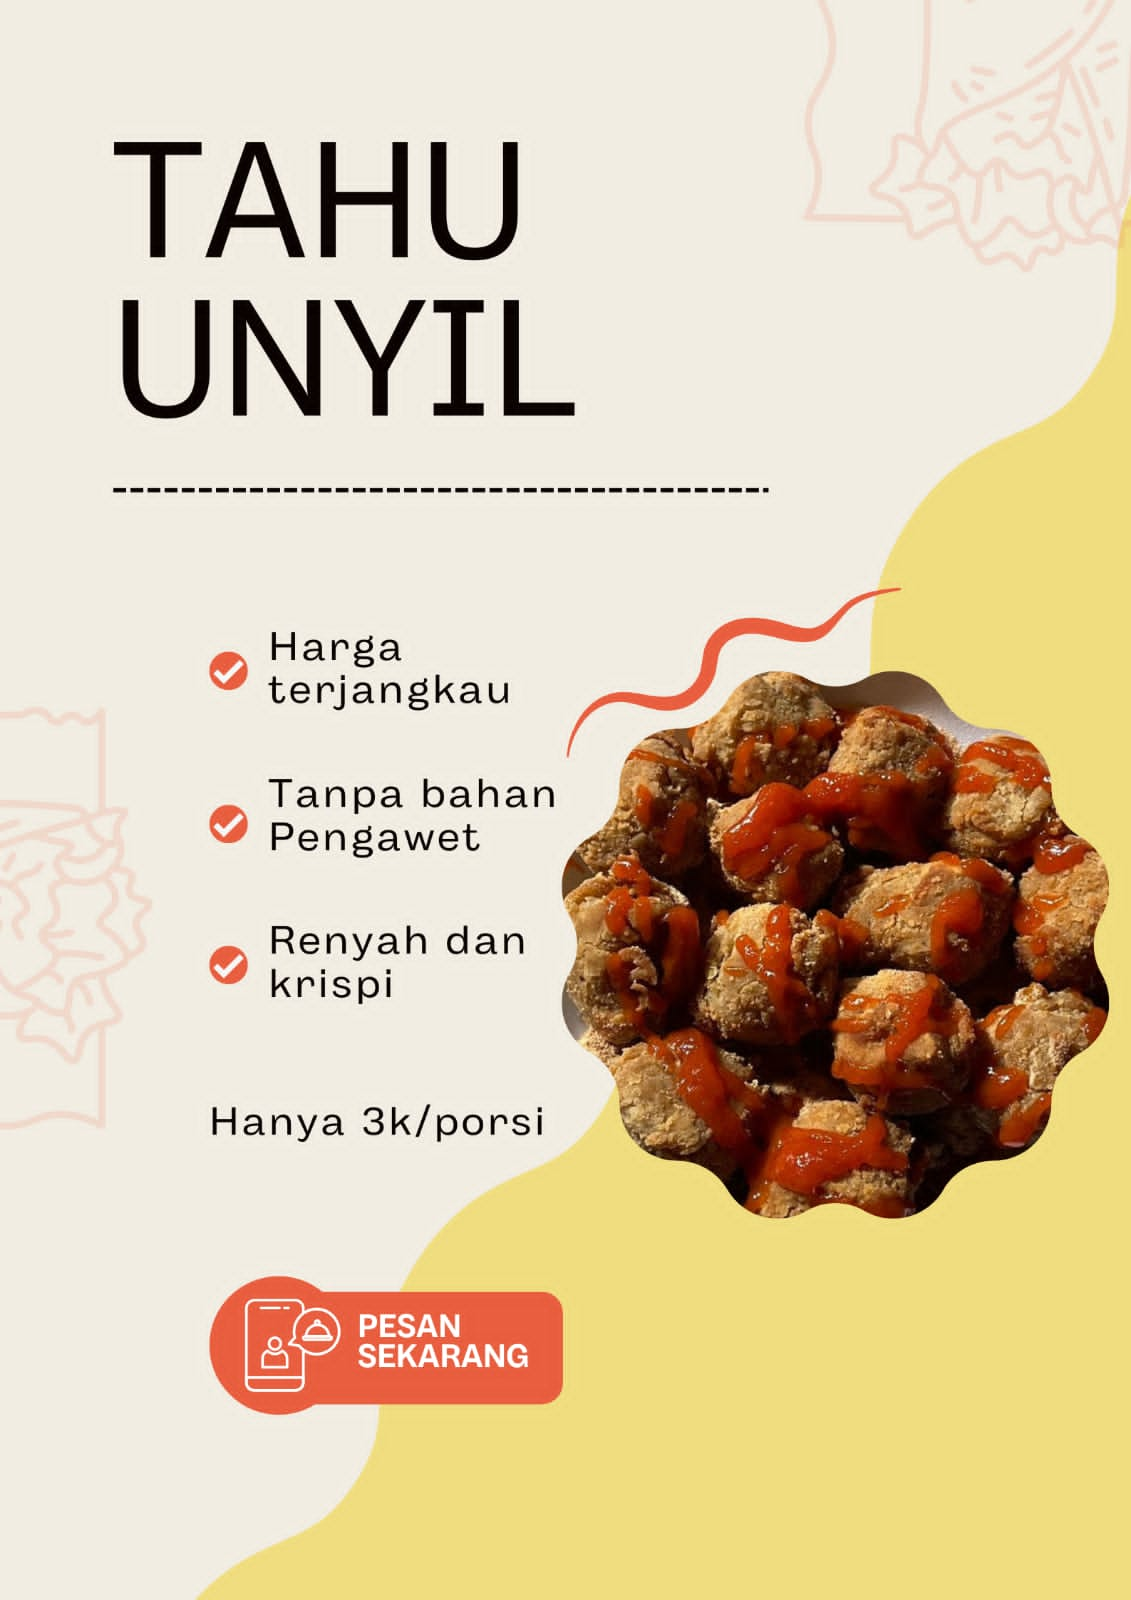 TAHU
UNYIL
Harga
terjangkau
Tanpa bahan
Pengawet
Renyah dan
krispi
Hanya 3k/porsi
PESAN
SEKARANG